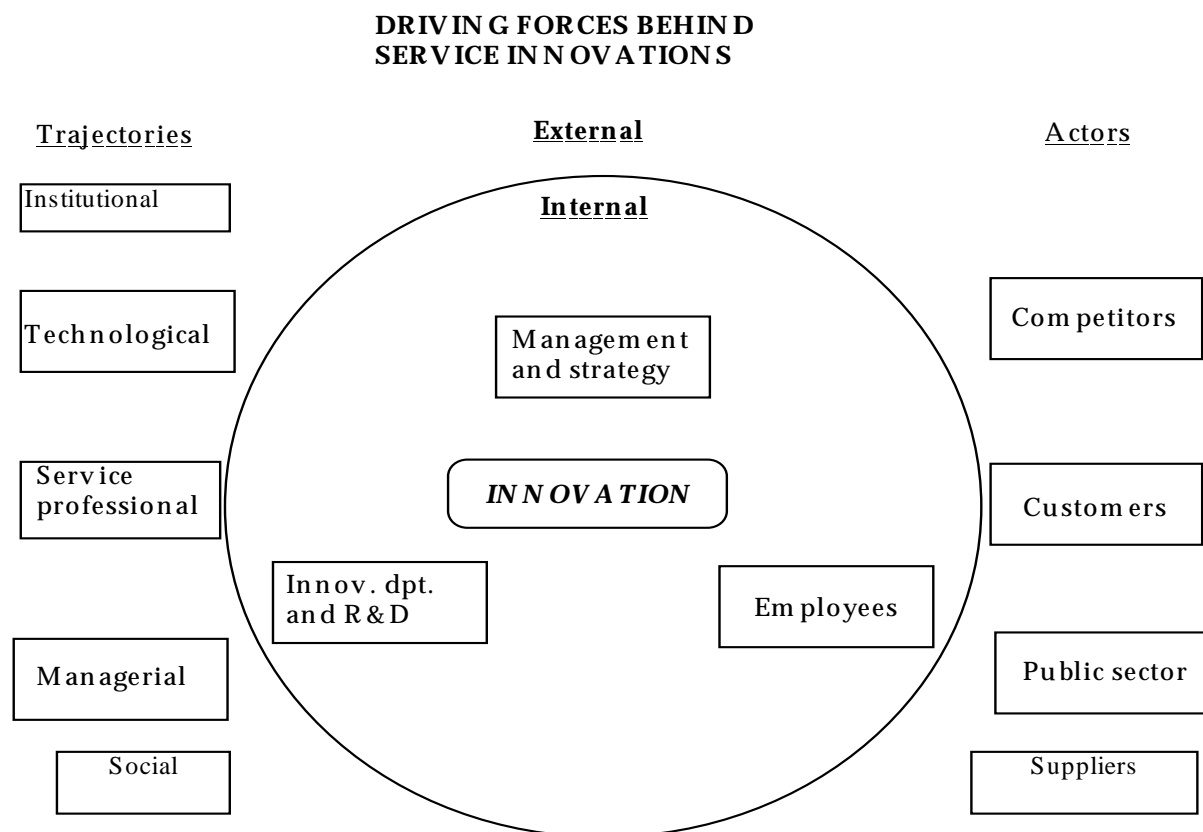 DRIVING FORCES BEHIND
SERVICE INNOVATIONS
Trajectories
External
Actors
Institutional
Internal
Technological
Competitors
Management
and strategy
Service
professional
INNOVATION
Customers
Innov. dpt.
and R&D
Employees
Managerial
Public sector
Social
Suppliers